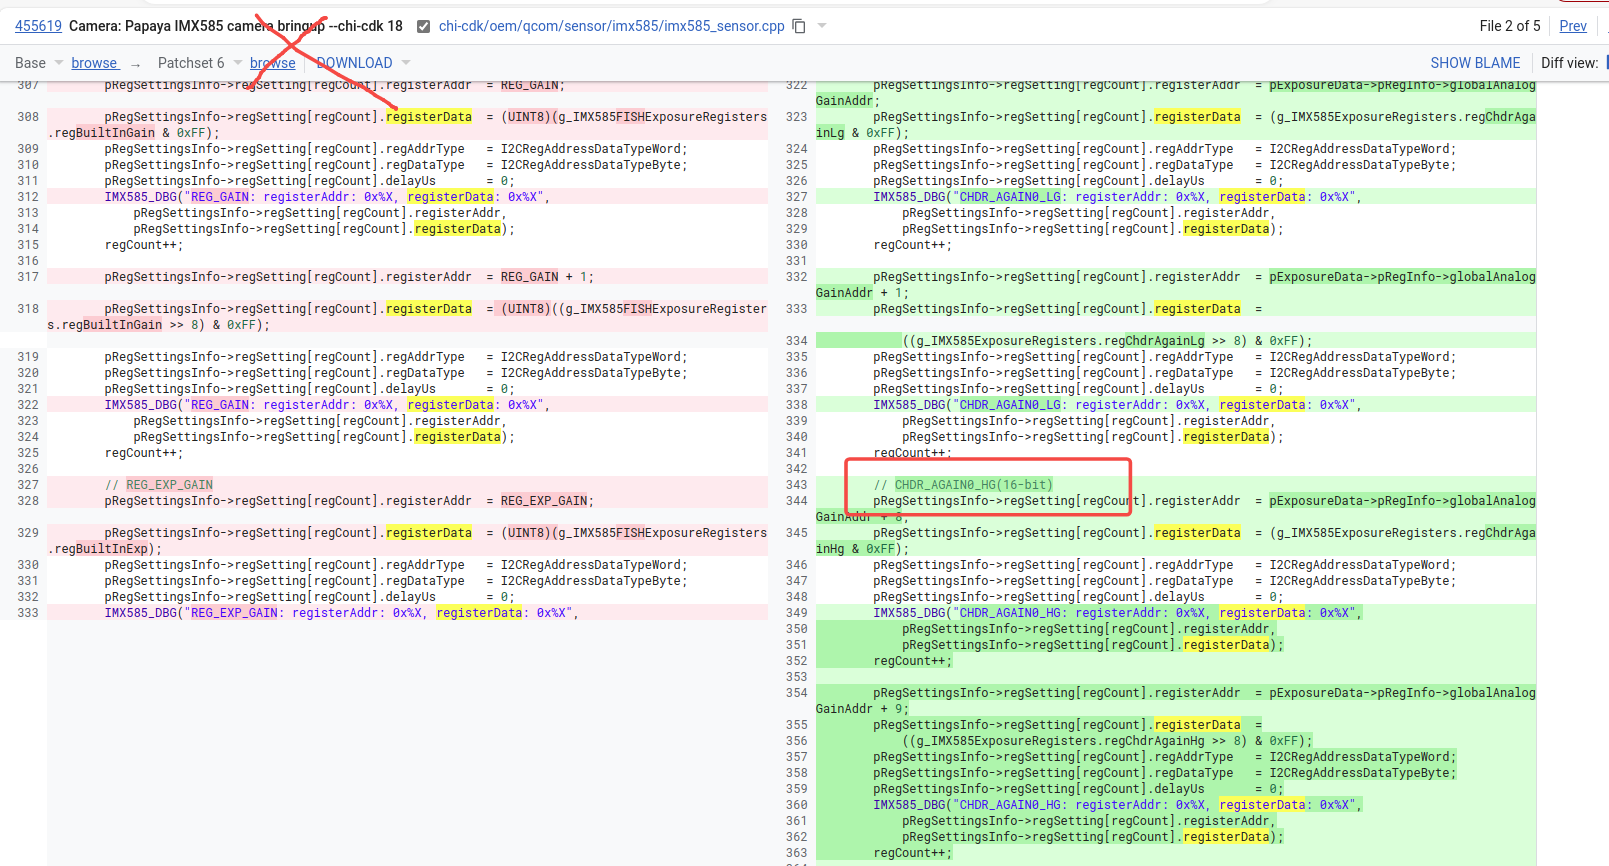 455619 Camera: Papaya IMX585 camera bringup --chi-cdk 18 chi-cdk/oem/qcom/sensor/imx585/imx585_sensor.cpp File 2 of 5 Prev
Base browse → Patchset 6 browse DOWNLOAD SHOW BLAME Diff view:
307 pRegSettingsInfo->regSetting[regCount].registerAddr = REG_GAIN;
308 pRegSettingsInfo->regSetting[regCount].registerData = (UINT8)(g_IMX585FISHExposureRegisters
.regBuiltInGain & 0xFF);
309 pRegSettingsInfo->regSetting[regCount].regAddrType = I2CRegAddressDataTypeWord;
310 pRegSettingsInfo->regSetting[regCount].regDataType = I2CRegAddressDataTypeByte;
311 pRegSettingsInfo->regSetting[regCount].delayUs = 0;
312 IMX585_DBG("REG_GAIN: registerAddr: 0x%X, registerData: 0x%X",
313 pRegSettingsInfo->regSetting[regCount].registerAddr,
314 pRegSettingsInfo->regSetting[regCount].registerData);
315 regCount++;
316
317 pRegSettingsInfo->regSetting[regCount].registerAddr = REG_GAIN + 1;
318 pRegSettingsInfo->regSetting[regCount].registerData = (UINT8)((g_IMX585FISHExposureRegister
s.regBuiltInGain >> 8) & 0xFF);
319 pRegSettingsInfo->regSetting[regCount].regAddrType = I2CRegAddressDataTypeWord;
320 pRegSettingsInfo->regSetting[regCount].regDataType = I2CRegAddressDataTypeByte;
321 pRegSettingsInfo->regSetting[regCount].delayUs = 0;
322 IMX585_DBG("REG_GAIN: registerAddr: 0x%X, registerData: 0x%X",
323 pRegSettingsInfo->regSetting[regCount].registerAddr,
324 pRegSettingsInfo->regSetting[regCount].registerData);
325 regCount++;
326
327 // REG_EXP_GAIN
328 pRegSettingsInfo->regSetting[regCount].registerAddr = REG_EXP_GAIN;
329 pRegSettingsInfo->regSetting[regCount].registerData = (UINT8)(g_IMX585FISHExposureRegisters
.regBuiltInExp);
330 pRegSettingsInfo->regSetting[regCount].regAddrType = I2CRegAddressDataTypeWord;
331 pRegSettingsInfo->regSetting[regCount].regDataType = I2CRegAddressDataTypeByte;
332 pRegSettingsInfo->regSetting[regCount].delayUs = 0;
333 IMX585_DBG("REG_EXP_GAIN: registerAddr: 0x%X, registerData: 0x%X",
322 pRegSettingsInfo->regSetting[regCount].registerAddr = pExposureData->pRegInfo->globalAnalog
GainAddr;
323 pRegSettingsInfo->regSetting[regCount].registerData = (g_IMX585ExposureRegisters.regChdrAga
inLg & 0xFF);
324 pRegSettingsInfo->regSetting[regCount].regAddrType = I2CRegAddressDataTypeWord;
325 pRegSettingsInfo->regSetting[regCount].regDataType = I2CRegAddressDataTypeByte;
326 pRegSettingsInfo->regSetting[regCount].delayUs = 0;
327 IMX585_DBG("CHDR_AGAIN0_LG: registerAddr: 0x%X, registerData: 0x%X",
328 pRegSettingsInfo->regSetting[regCount].registerAddr,
329 pRegSettingsInfo->regSetting[regCount].registerData);
330 regCount++;
331
332 pRegSettingsInfo->regSetting[regCount].registerAddr = pExposureData->pRegInfo->globalAnalog
GainAddr + 1;
333 pRegSettingsInfo->regSetting[regCount].registerData =
334 ((g_IMX585ExposureRegisters.regChdrAgainLg >> 8) & 0xFF);
335 pRegSettingsInfo->regSetting[regCount].regAddrType = I2CRegAddressDataTypeWord;
336 pRegSettingsInfo->regSetting[regCount].regDataType = I2CRegAddressDataTypeByte;
337 pRegSettingsInfo->regSetting[regCount].delayUs = 0;
338 IMX585_DBG("CHDR_AGAIN0_LG: registerAddr: 0x%X, registerData: 0x%X",
339 pRegSettingsInfo->regSetting[regCount].registerAddr,
340 pRegSettingsInfo->regSetting[regCount].registerData);
341 regCount++;
342
343 // CHDR_AGAIN0_HG(16-bit)
344 pRegSettingsInfo->regSetting[regCount].registerAddr = pExposureData->pRegInfo->globalAnalog
GainAddr + 8;
345 pRegSettingsInfo->regSetting[regCount].registerData = (g_IMX585ExposureRegisters.regChdrAga
inHg & 0xFF);
346 pRegSettingsInfo->regSetting[regCount].regAddrType = I2CRegAddressDataTypeWord;
347 pRegSettingsInfo->regSetting[regCount].regDataType = I2CRegAddressDataTypeByte;
348 pRegSettingsInfo->regSetting[regCount].delayUs = 0;
349 IMX585_DBG("CHDR_AGAIN0_HG: registerAddr: 0x%X, registerData: 0x%X",
350 pRegSettingsInfo->regSetting[regCount].registerAddr,
351 pRegSettingsInfo->regSetting[regCount].registerData);
352 regCount++;
353
354 pRegSettingsInfo->regSetting[regCount].registerAddr = pExposureData->pRegInfo->globalAnalog
GainAddr + 9;
355 pRegSettingsInfo->regSetting[regCount].registerData =
356 ((g_IMX585ExposureRegisters.regChdrAgainHg >> 8) & 0xFF);
357 pRegSettingsInfo->regSetting[regCount].regAddrType = I2CRegAddressDataTypeWord;
358 pRegSettingsInfo->regSetting[regCount].regDataType = I2CRegAddressDataTypeByte;
359 pRegSettingsInfo->regSetting[regCount].delayUs = 0;
360 IMX585_DBG("CHDR_AGAIN0_HG: registerAddr: 0x%X, registerData: 0x%X",
361 pRegSettingsInfo->regSetting[regCount].registerAddr,
362 pRegSettingsInfo->regSetting[regCount].registerData);
363 regCount++;